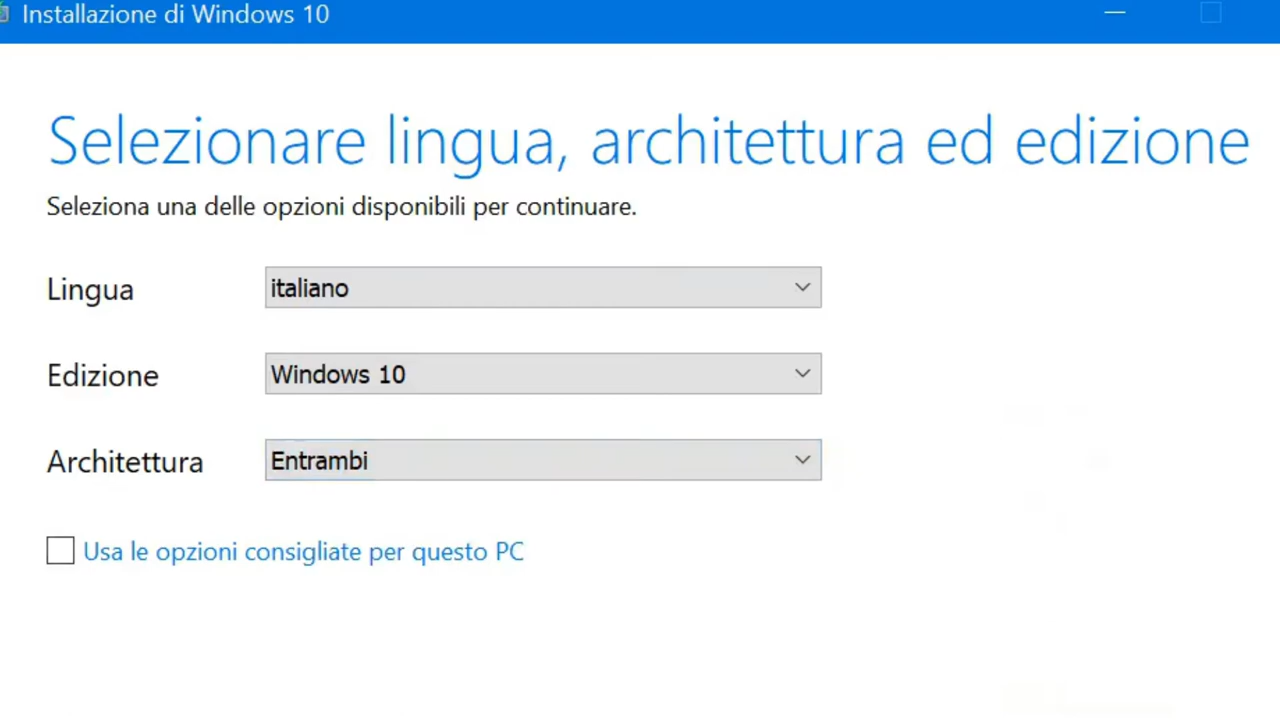 Installazione di Windows 10
Selezionare lingua, architettura ed edizione
Seleziona una delle opzioni disponibili per continuare.
Lingua italiano
Edizione Windows 10
Architettura Entrambi
Usa le opzioni consigliate per questo PC